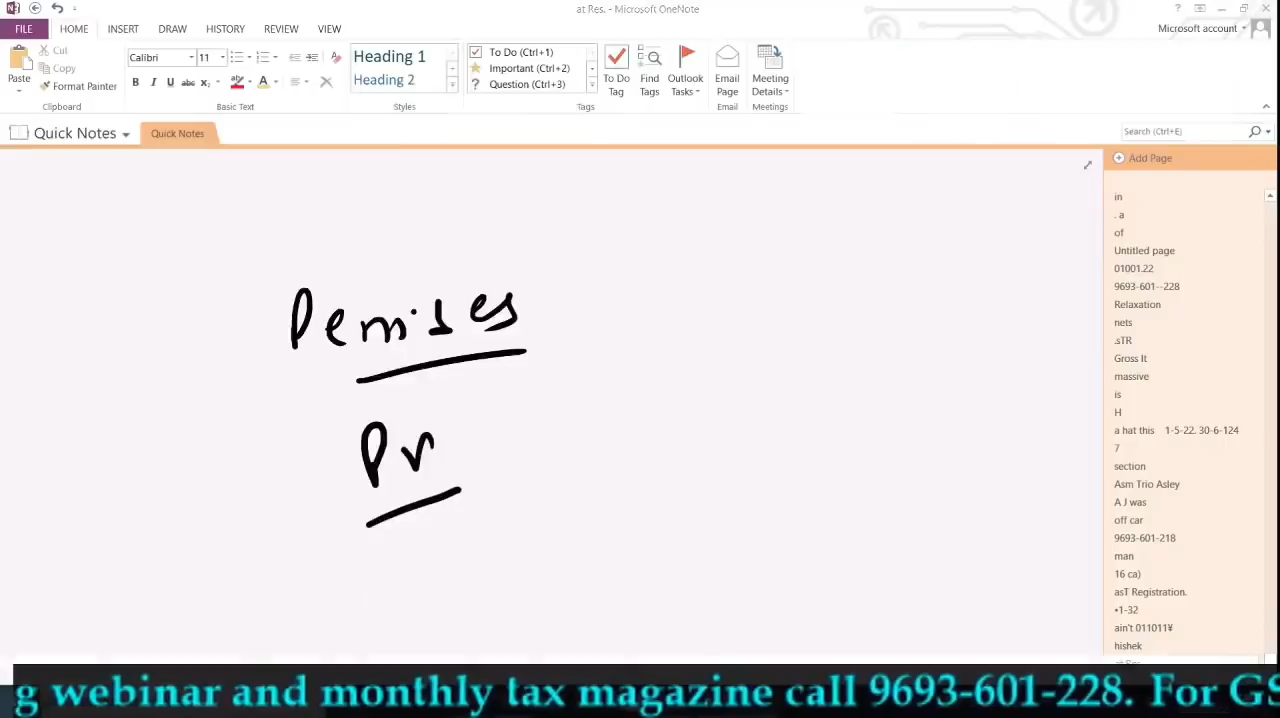 at Res. - Microsoft OneNote
FILE HOME INSERT DRAW HISTORY REVIEW VIEW
Microsoft account
Paste
Cut
Copy
Format Painter
Clipboard
Calibri 11
B I U abc X₂ A
Basic Text
Heading 1
Heading 2
Styles
To Do (Ctrl+1)
Important (Ctrl+2)
? Question (Ctrl+3)
Tags
To Do Tag
Find Tags
Outlook Tasks
Email Page
Email
Meeting Details
Meetings
Quick Notes
Quick Notes
Search (Ctrl+E)
Add Page
in
. a
of
Untitled page
01001.22
9693-601--228
Relaxation
nets
.sTR
Gross It
massive
is
H
a hat this 1-5-22. 30-6-124
7
section
Asm Trio Asley
A J was
off car
9693-601-218
man
16 ca)
asT Registration.
•1-32
ain't 011011¥
hishek
at Res.
Pr
g webinar and monthly tax magazine call 9693-601-228. For GS